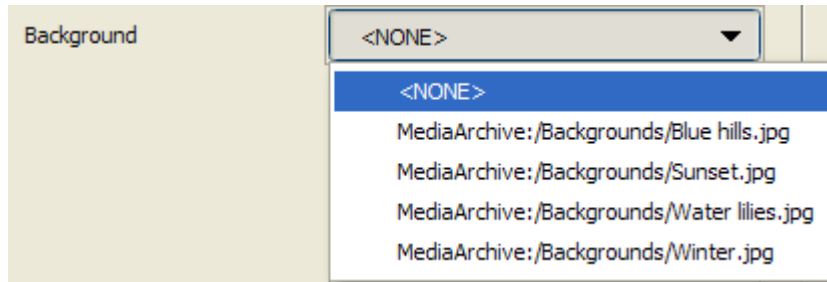 Background
<NONE>
<NONE>
MediaArchive:/Backgrounds/Blue hills.jpg
MediaArchive:/Backgrounds/Sunset.jpg
MediaArchive:/Backgrounds/Water lilies.jpg
MediaArchive:/Backgrounds/Winter.jpg